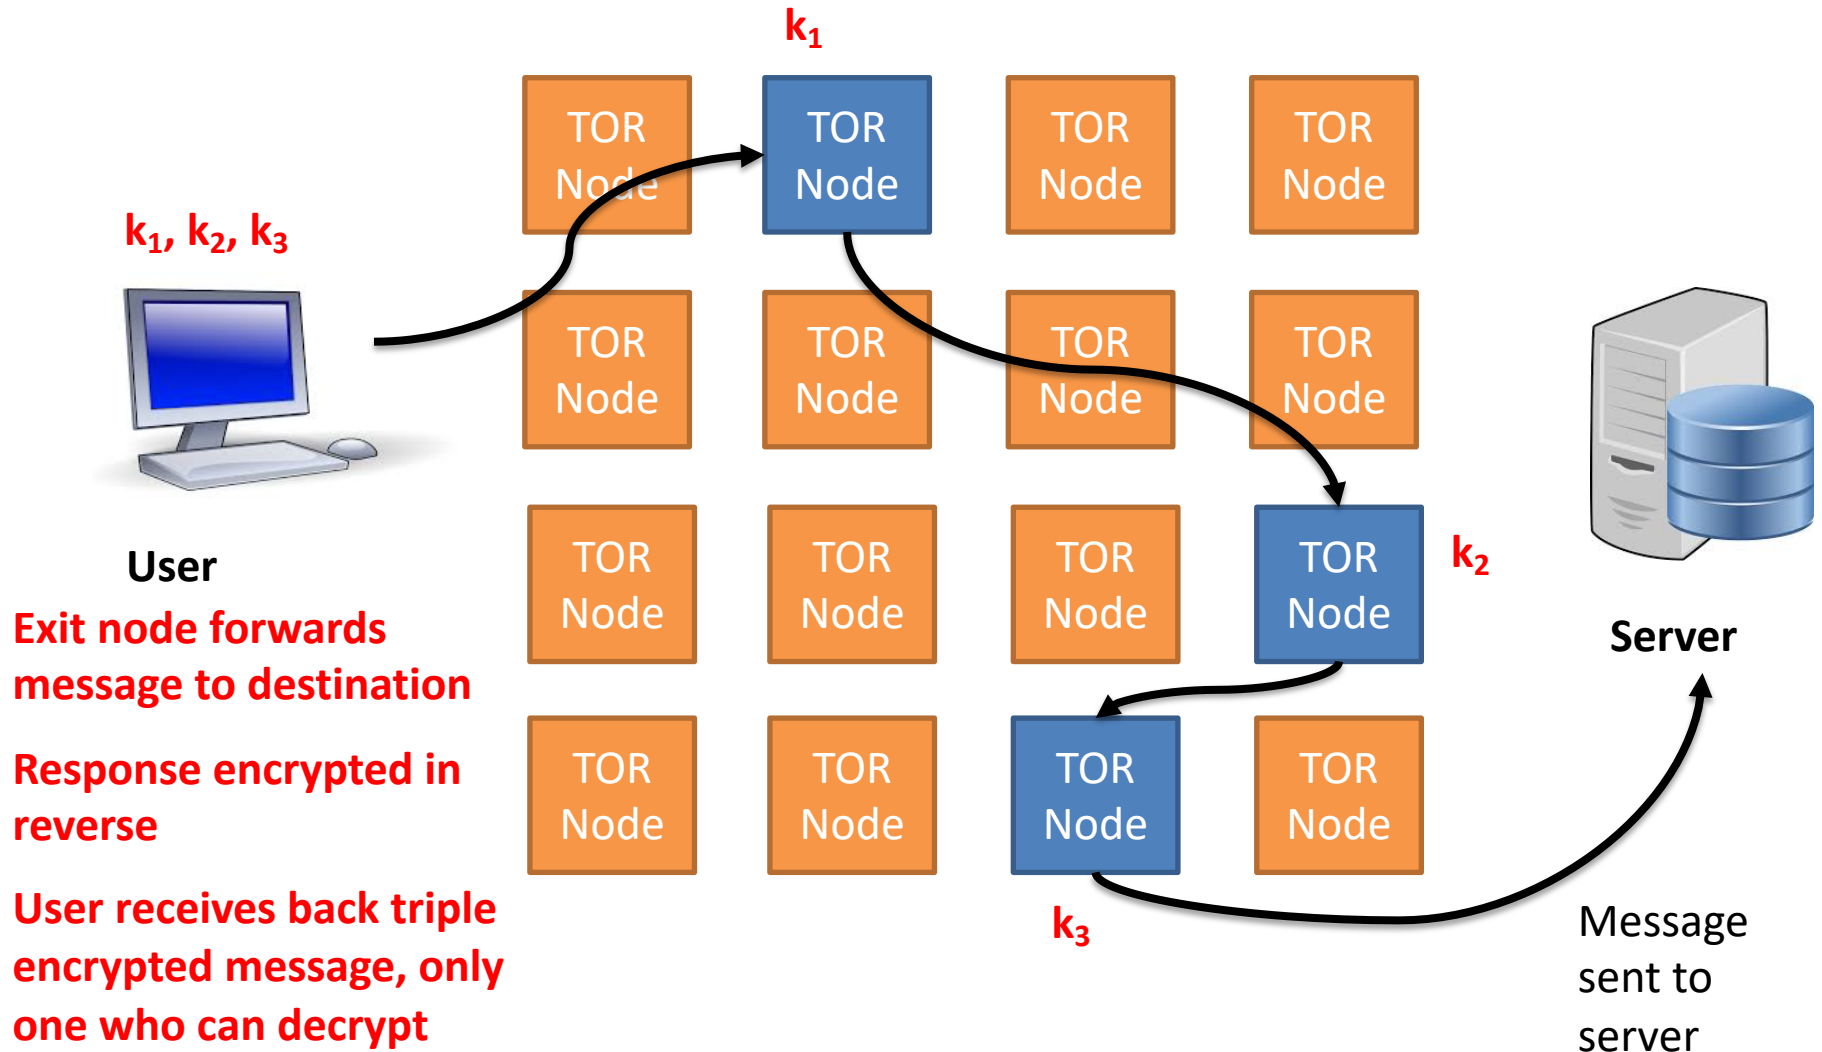 k₁
TOR
Node
TOR
Node
TOR
Node
TOR
Node
k₁, k₂, k₃
TOR
Node
TOR
Node
TOR
Node
TOR
Node
User
TOR
Node
TOR
Node
TOR
Node
TOR
Node
k₂
Server
Exit node forwards
message to destination
Response encrypted in
reverse
User receives back triple
encrypted message, only
one who can decrypt
TOR
Node
TOR
Node
TOR
Node
TOR
Node
k₃
Message
sent to
server